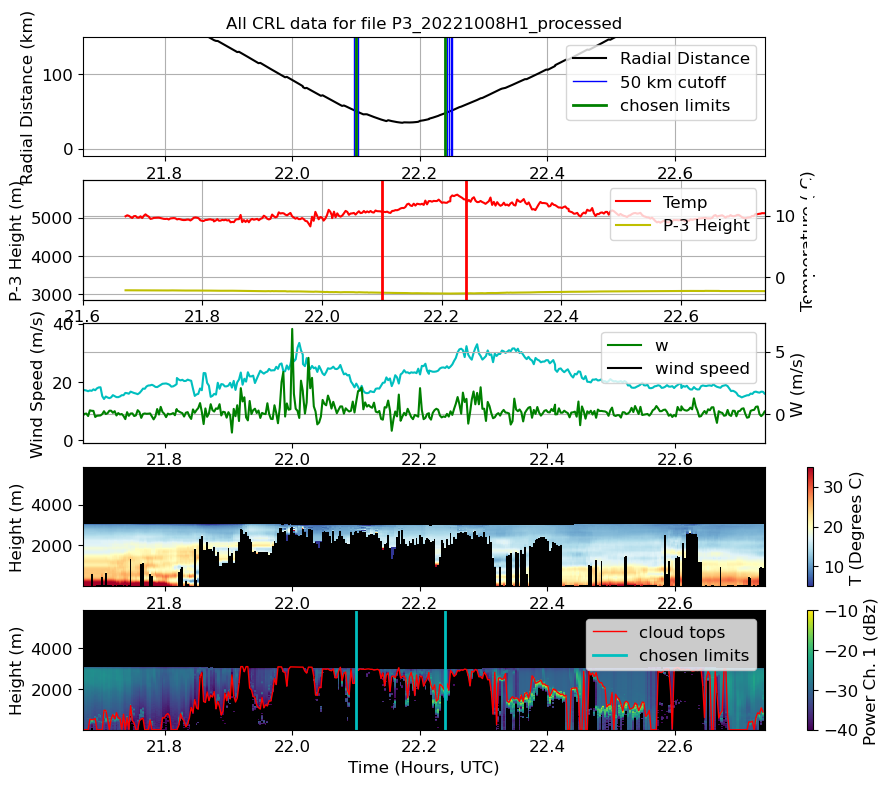 All CRL data for file P3_20221008H1_processed
Radial Distance (km)
100
0
Radial Distance
50 km cutoff
chosen limits
21.8
22.0
22.2
22.4
22.6
P-3 Height (m)
5000
4000
3000
Temp
P-3 Height
10
0
Temperature ( C)
21.6
21.8
22.0
22.2
22.4
22.6
Wind Speed (m/s)
40
20
0
w
wind speed
5
0
W (m/s)
21.8
22.0
22.2
22.4
22.6
Height (m)
4000
2000
30
20
10
T (Degrees C)
21.8
22.0
22.2
22.4
22.6
Height (m)
4000
2000
cloud tops
chosen limits
−10
−20
−30
−40
Power Ch. 1 (dBz)
21.8
22.0
22.2
22.4
22.6
Time (Hours, UTC)